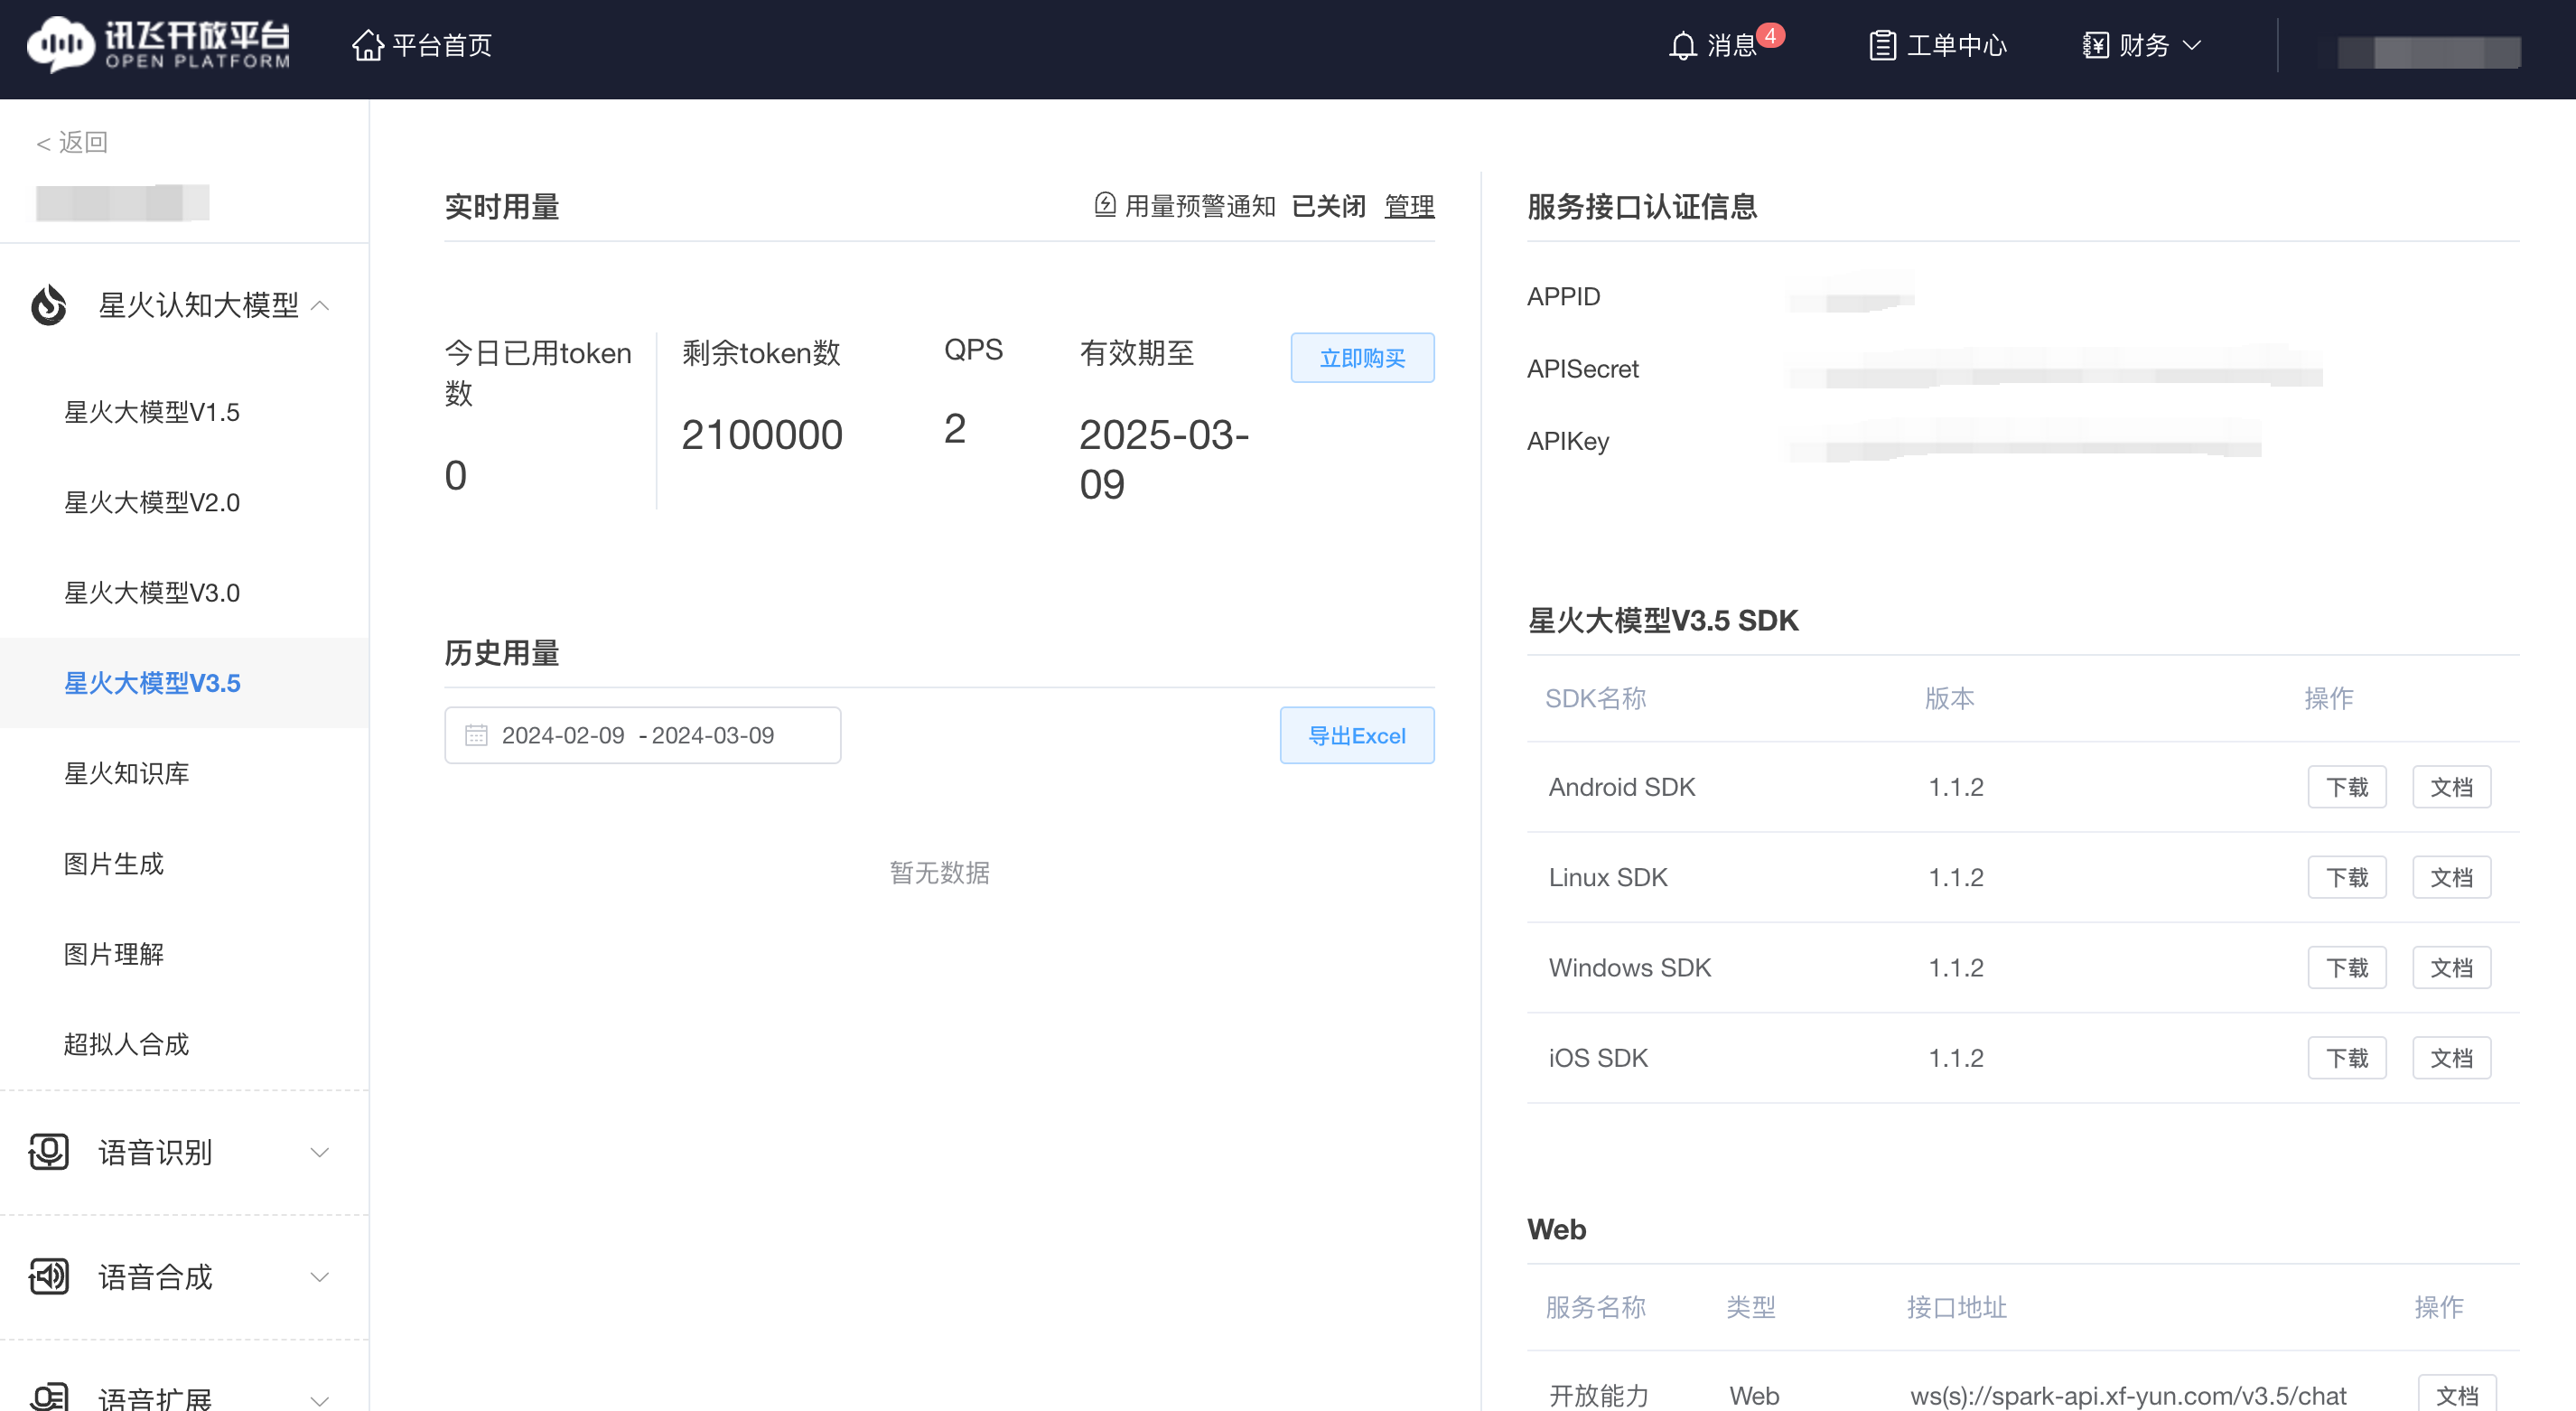 讯飞开放平台
OPEN PLATFORM
平台首页
消息 4
工单中心
财务
< 返回
星火认知大模型
星火大模型V1.5
星火大模型V2.0
星火大模型V3.0
星火大模型V3.5
星火知识库
图片生成
图片理解
超拟人合成
语音识别
语音合成
语音扩展
实时用量
用量预警通知 已关闭 管理
今日已用token
数
0
剩余token数
2100000
QPS
2
有效期至
2025-03-
09
立即购买
历史用量
2024-02-09 - 2024-03-09
导出Excel
暂无数据
服务接口认证信息
APPID
APISecret
APIKey
星火大模型V3.5 SDK
SDK名称 版本 操作
Android SDK 1.1.2 下载 文档
Linux SDK 1.1.2 下载 文档
Windows SDK 1.1.2 下载 文档
iOS SDK 1.1.2 下载 文档
Web
服务名称 类型 接口地址 操作
开放能力 Web ws(s)://spark-api.xf-yun.com/v3.5/chat 文档